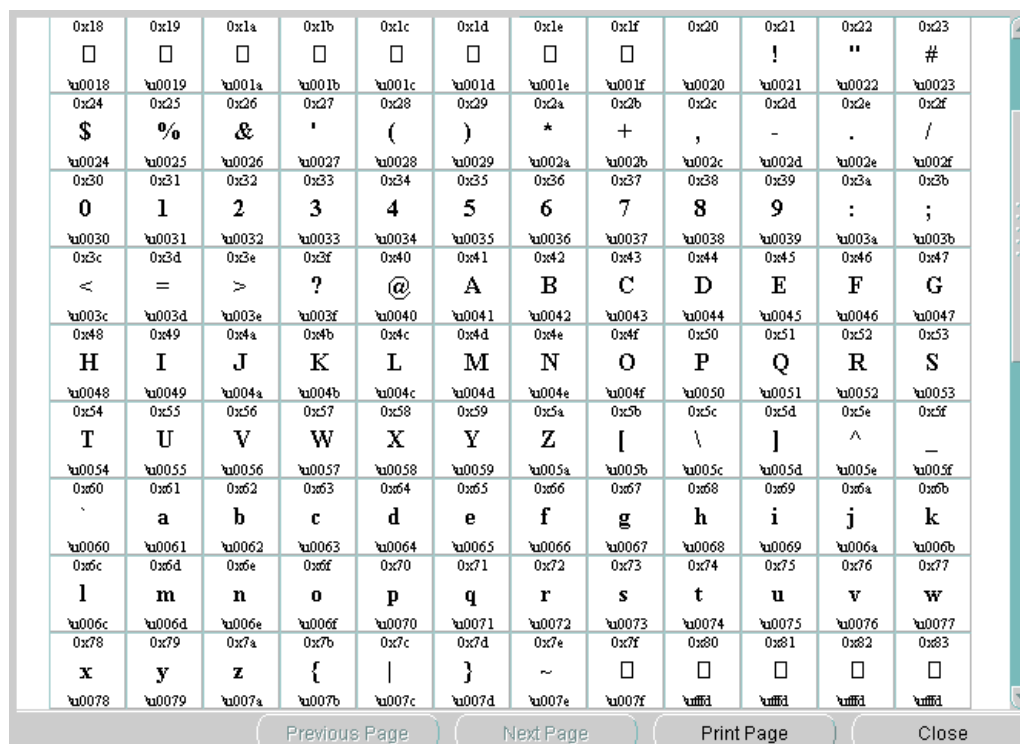 0x18 0x19 0x1a 0x1b 0x1c 0x1d 0x1e 0x1f 0x20 0x21 0x22 0x23
□ □ □ □ □ □ □ □ ! " #
\u0018 \u0019 \u001a \u001b \u001c \u001d \u001e \u001f \u0020 \u0021 \u0022 \u0023
0x24 0x25 0x26 0x27 0x28 0x29 0x2a 0x2b 0x2c 0x2d 0x2e 0x2f
$ % & ' ( ) * + , - . /
\u0024 \u0025 \u0026 \u0027 \u0028 \u0029 \u002a \u002b \u002c \u002d \u002e \u002f
0x30 0x31 0x32 0x33 0x34 0x35 0x36 0x37 0x38 0x39 0x3a 0x3b
0 1 2 3 4 5 6 7 8 9 : ;
\u0030 \u0031 \u0032 \u0033 \u0034 \u0035 \u0036 \u0037 \u0038 \u0039 \u003a \u003b
0x3c 0x3d 0x3e 0x3f 0x40 0x41 0x42 0x43 0x44 0x45 0x46 0x47
< = > ? @ A B C D E F G
\u003c \u003d \u003e \u003f \u0040 \u0041 \u0042 \u0043 \u0044 \u0045 \u0046 \u0047
0x48 0x49 0x4a 0x4b 0x4c 0x4d 0x4e 0x4f 0x50 0x51 0x52 0x53
H I J K L M N O P Q R S
\u0048 \u0049 \u004a \u004b \u004c \u004d \u004e \u004f \u0050 \u0051 \u0052 \u0053
0x54 0x55 0x56 0x57 0x58 0x59 0x5a 0x5b 0x5c 0x5d 0x5e 0x5f
T U V W X Y Z [ \ ] ^ _
\u0054 \u0055 \u0056 \u0057 \u0058 \u0059 \u005a \u005b \u005c \u005d \u005e \u005f
0x60 0x61 0x62 0x63 0x64 0x65 0x66 0x67 0x68 0x69 0x6a 0x6b
` a b c d e f g h i j k
\u0060 \u0061 \u0062 \u0063 \u0064 \u0065 \u0066 \u0067 \u0068 \u0069 \u006a \u006b
0x6c 0x6d 0x6e 0x6f 0x70 0x71 0x72 0x73 0x74 0x75 0x76 0x77
l m n o p q r s t u v w
\u006c \u006d \u006e \u006f \u0070 \u0071 \u0072 \u0073 \u0074 \u0075 \u0076 \u0077
0x78 0x79 0x7a 0x7b 0x7c 0x7d 0x7e 0x7f 0x80 0x81 0x82 0x83
x y z { | } ~ □ □ □ □ □
\u0078 \u0079 \u007a \u007b \u007c \u007d \u007e \u007f \ufffd \ufffd \ufffd \ufffd
Previous Page Next Page Print Page Close